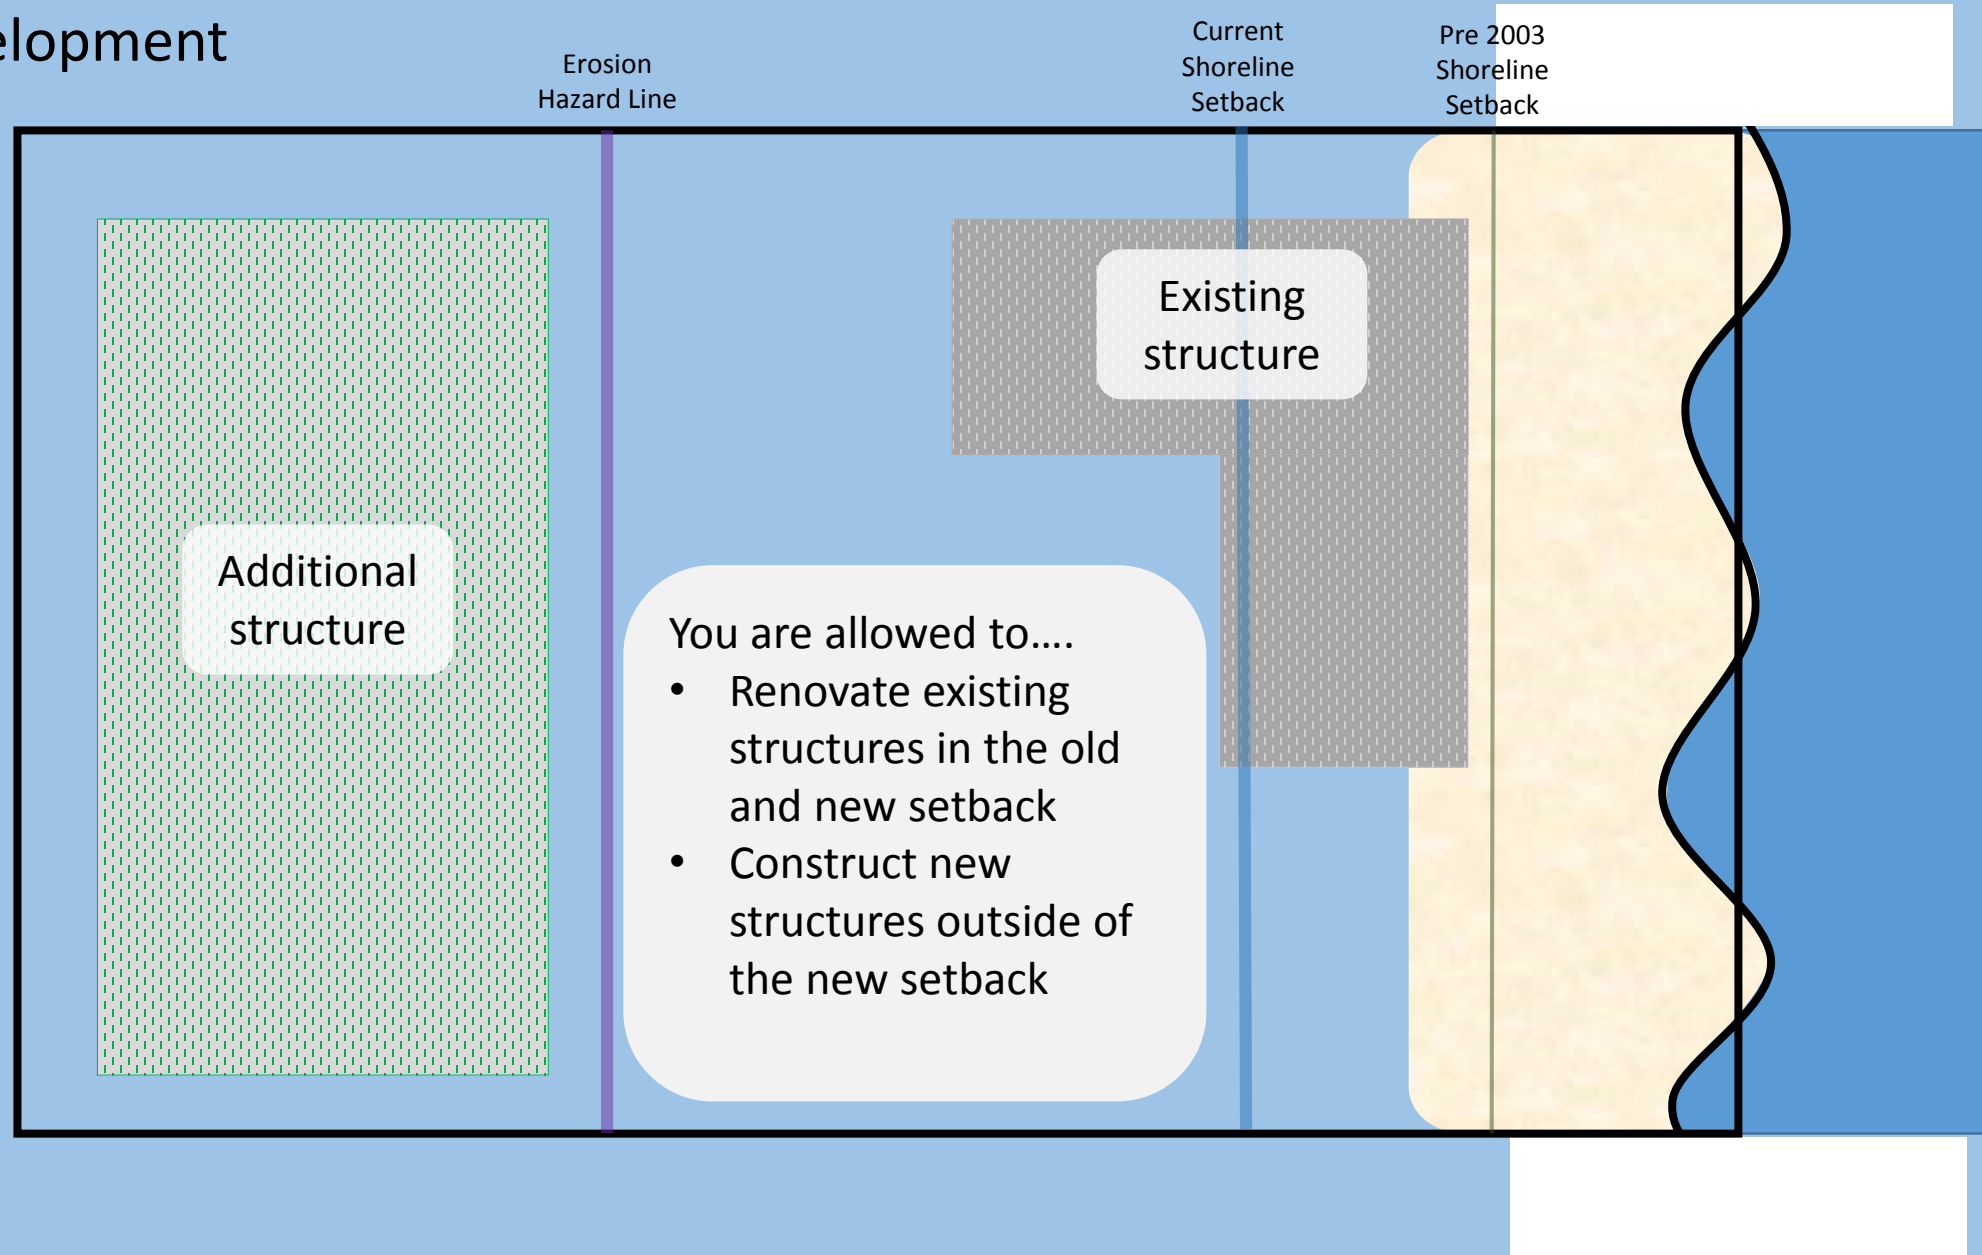 elopment
Erosion
Hazard Line
Current
Shoreline
Setback
Pre 2003
Shoreline
Setback
Existing
structure
Additional
structure
You are allowed to....
• Renovate existing
structures in the old
and new setback
• Construct new
structures outside of
the new setback